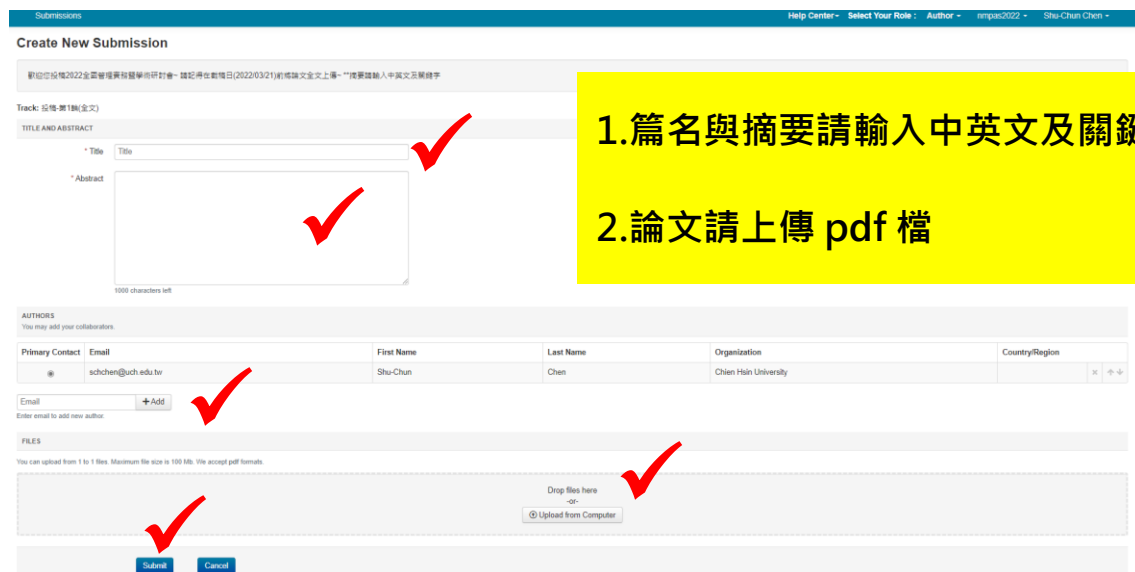 Submissions Help Center Select Your Role : Author nmpas2022 Shu-Chun Chen
Create New Submission
歡迎您投稿2022全國管理實務暨學術研討會~ 請記得在截稿日(2022/03/21)前將論文全文上傳~ **摘要請輸入中英文及關鍵字
Track: 投稿-第1類(全文)
1.篇名與摘要請輸入中英文及關鍵
TITLE AND ABSTRACT
* Title Title
* Abstract
2.論文請上傳 pdf 檔
1000 characters left
AUTHORS
You may add your collaborators.
Primary Contact Email First Name Last Name Organization Country/Region
schchen@uch.edu.tw Shu-Chun Chen Chien Hsin University
Email + Add
Enter email to add new author.
FILES
You can upload from 1 to 1 files. Maximum file size is 100 Mb. We accept pdf formats.
Drop files here
-or-
Upload from Computer
Submit Cancel